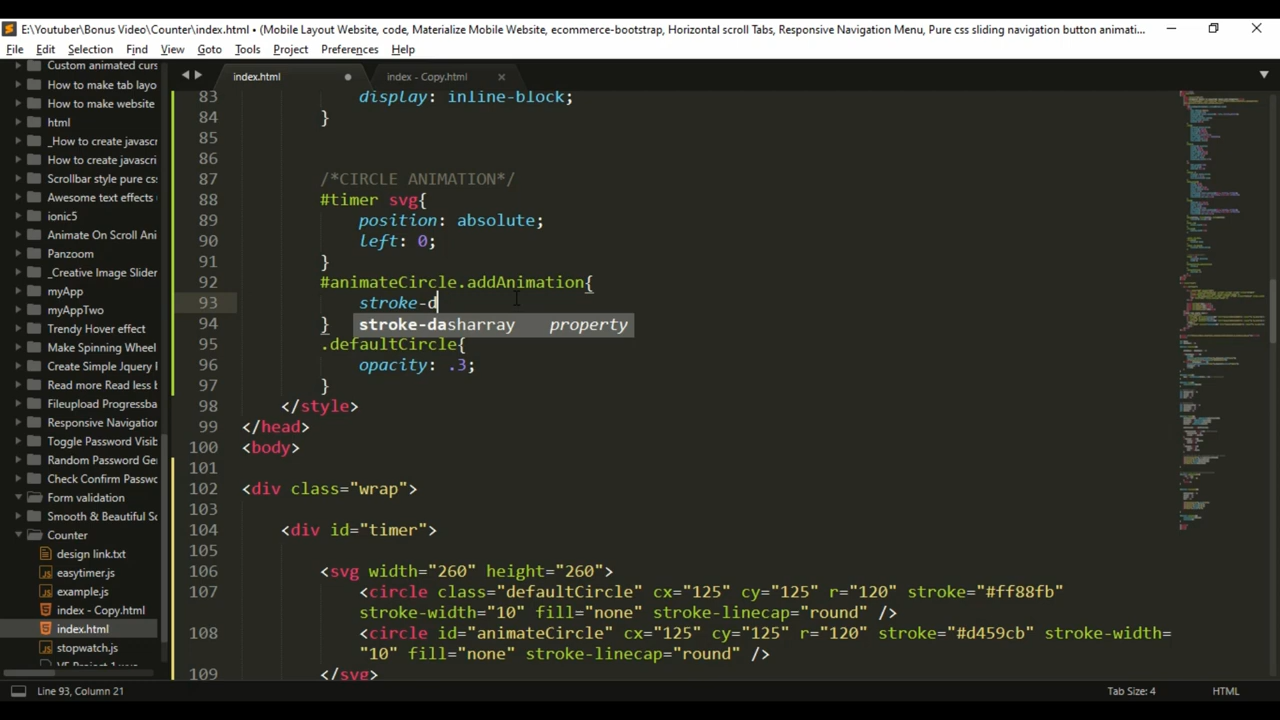 E:\Youtuber\Bonus Video\Counter\index.html • (Mobile Layout Website, code, Materialize Mobile Website, ecommerce-bootstrap, Horizontal scroll Tabs, Responsive Navigation Menu, Pure css sliding navigation button animati...
File Edit Selection Find View Goto Tools Project Preferences Help
index.html index - Copy.html
Custom animated curs
How to make tab layo
How to make website
html
_How to create javascr
How to create javascri
Scrollbar style pure css
Awesome text effects
ionic5
Animate On Scroll Ani
Panzoom
_Creative Image Slider
myApp
myAppTwo
Trendy Hover effect
Make Spinning Wheel
Create Simple Jquery I
Read more Read less b
Fileupload Progressba
Responsive Navigation
Toggle Password Visib
Random Password Ge
Check Confirm Passwo
Form validation
Smooth & Beautiful Sc
Counter
design link.txt
easytimer.js
example.js
index - Copy.html
index.html
stopwatch.js
83 display: inline-block;
84 }
85
86
87 /*CIRCLE ANIMATION*/
88 #timer svg{
89 position: absolute;
90 left: 0;
91 }
92 #animateCircle.addAnimation{
93 stroke-d
94 }
stroke-dasharray property
95 .defaultCircle{
96 opacity: .3;
97 }
98 </style>
99 </head>
100 <body>
101
102 <div class="wrap">
103
104 <div id="timer">
105
106 <svg width="260" height="260">
107 <circle class="defaultCircle" cx="125" cy="125" r="120" stroke="#ff88fb"
stroke-width="10" fill="none" stroke-linecap="round" />
108 <circle id="animateCircle" cx="125" cy="125" r="120" stroke="#d459cb" stroke-width=
"10" fill="none" stroke-linecap="round" />
109 </svg>
Line 93, Column 21 Tab Size: 4 HTML